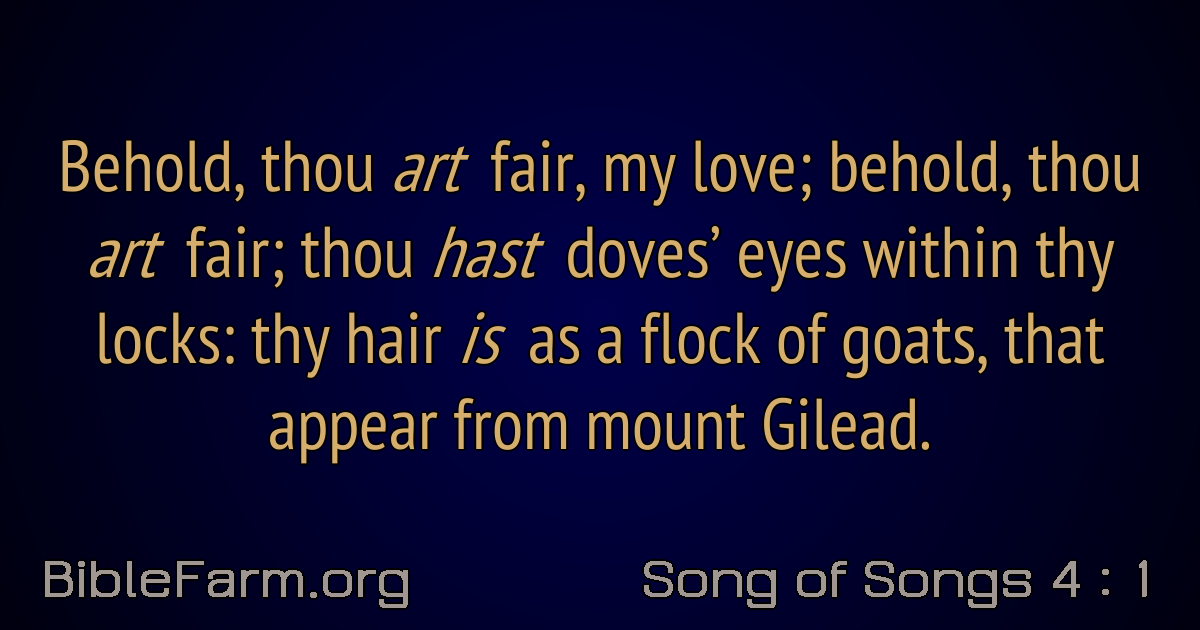 Behold, thou art fair, my love; behold, thou
art fair; thou hast doves’ eyes within thy
locks: thy hair is as a flock of goats, that
appear from mount Gilead.
BibleFarm.org
Song of Songs 4 : 1